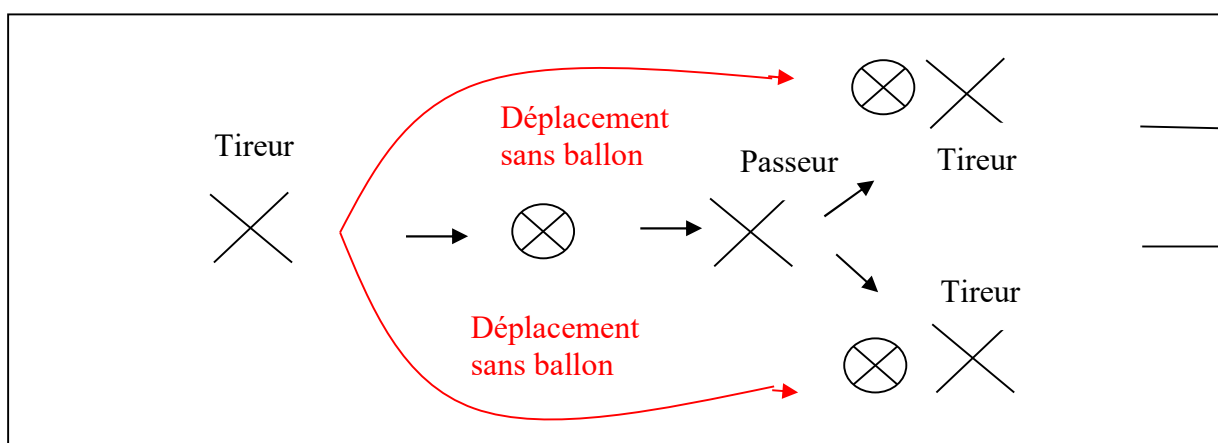 Déplacement
sans ballon
Tireur
Passeur
Tireur
Tireur
Déplacement
sans ballon